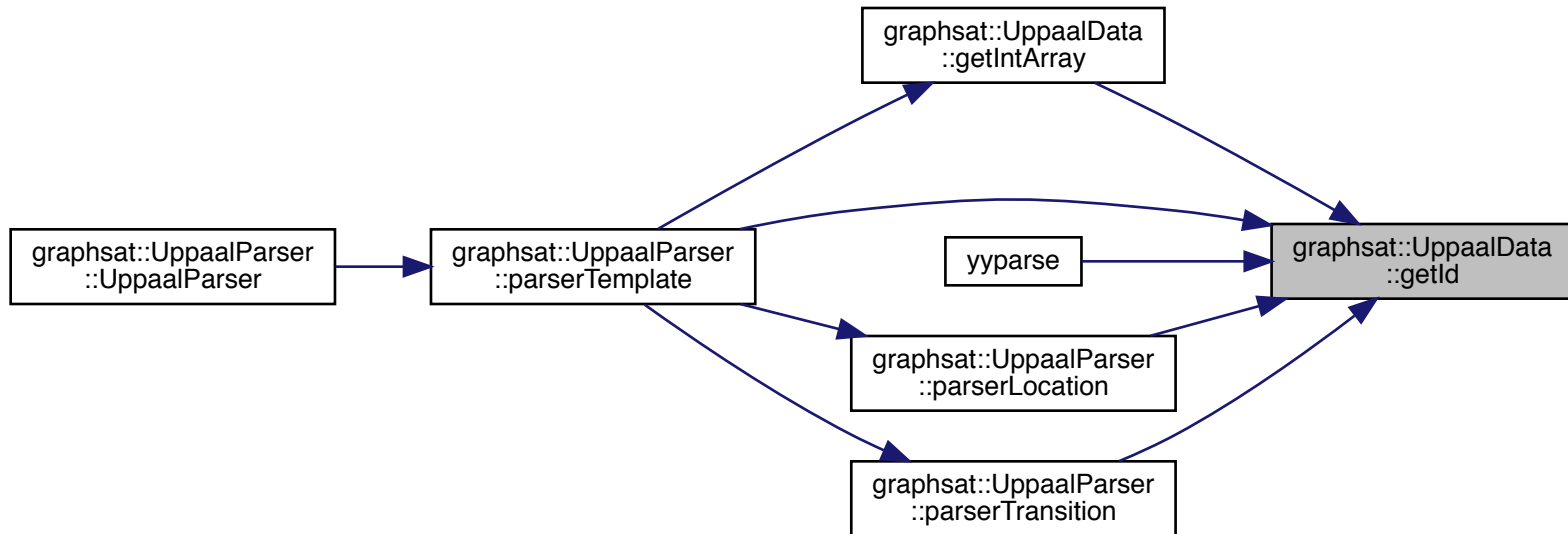 graphsat::UppaalData
::getIntArray
graphsat::UppaalParser
::UppaalParser
graphsat::UppaalParser
::parserTemplate
yyparse
graphsat::UppaalData
::getId
graphsat::UppaalParser
::parserLocation
graphsat::UppaalParser
::parserTransition